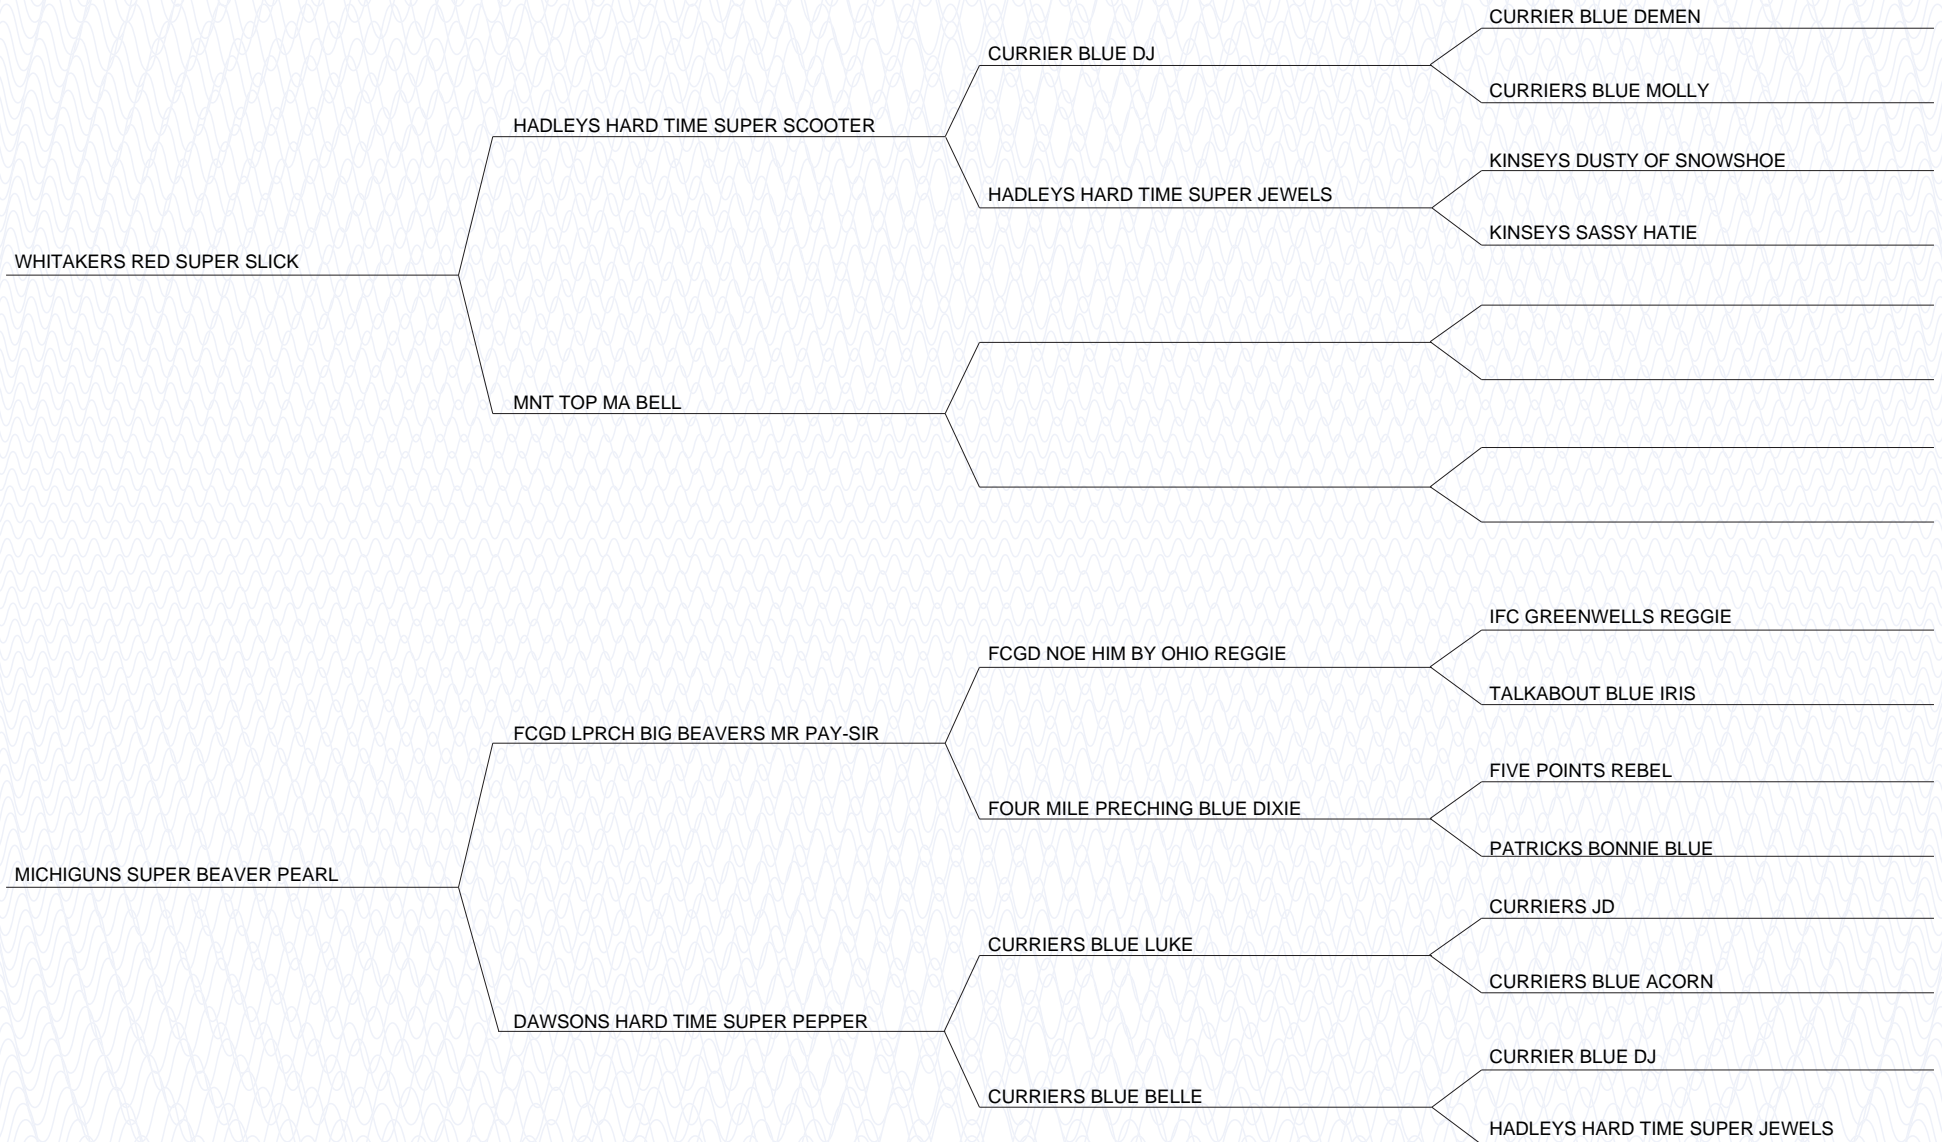 CURRIER BLUE DEMEN
CURRIER BLUE DJ
CURRIERS BLUE MOLLY
HADLEYS HARD TIME SUPER SCOOTER
KINSEYS DUSTY OF SNOWSHOE
HADLEYS HARD TIME SUPER JEWELS
KINSEYS SASSY HATIE
WHITAKERS RED SUPER SLICK
MNT TOP MA BELL
IFC GREENWELLS REGGIE
FCGD NOE HIM BY OHIO REGGIE
TALKABOUT BLUE IRIS
FCGD LPRCH BIG BEAVERS MR PAY-SIR
FIVE POINTS REBEL
FOUR MILE PRECHING BLUE DIXIE
PATRICKS BONNIE BLUE
MICHIGUNS SUPER BEAVER PEARL
CURRIERS JD
CURRIERS BLUE LUKE
CURRIERS BLUE ACORN
DAWSONS HARD TIME SUPER PEPPER
CURRIER BLUE DJ
CURRIERS BLUE BELLE
HADLEYS HARD TIME SUPER JEWELS